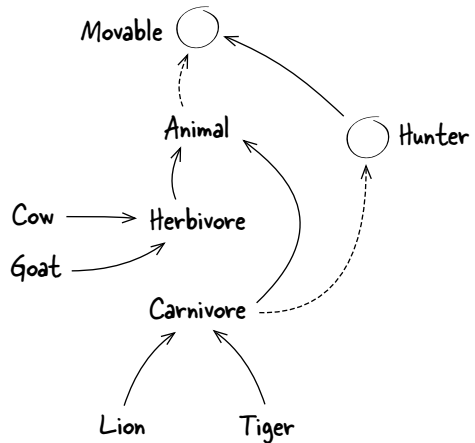 Movable
Animal
Hunter
Cow
Herbivore
Goat
Carnivore
Lion
Tiger